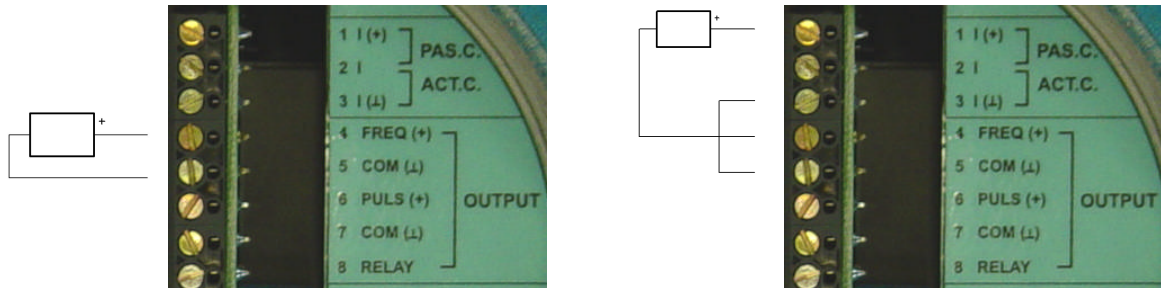 +
1 I (+)
PAS.C.
2 I
ACT.C.
3 I (⊥)
4 FREQ (+)
5 COM (⊥)
6 PULS (+)
OUTPUT
7 COM (⊥)
8 RELAY
+
1 I (+)
PAS.C.
2 I
ACT.C.
3 I (⊥)
4 FREQ (+)
5 COM (⊥)
6 PULS (+)
OUTPUT
7 COM (⊥)
8 RELAY